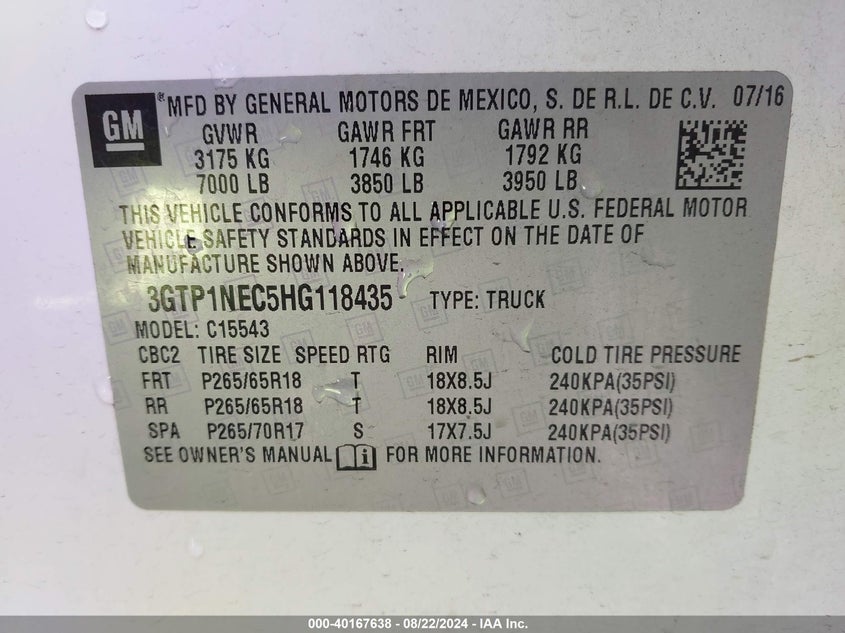 GM ® MFD BY GENERAL MOTORS DE MEXICO, S. DE R.L. DE C.V. 07/16
GVWR GAWR FRT GAWR RR
3175 KG 1746 KG 1792 KG
7000 LB 3850 LB 3950 LB
THIS VEHICLE CONFORMS TO ALL APPLICABLE U.S. FEDERAL MOTOR
VEHICLE SAFETY STANDARDS IN EFFECT ON THE DATE OF
MANUFACTURE SHOWN ABOVE.
3GTP1NEC5HG118435 TYPE: TRUCK
MODEL: C15543
CBC2 TIRE SIZE SPEED RTG RIM COLD TIRE PRESSURE
FRT P265/65R18 T 18X8.5J 240KPA(35PSI)
RR P265/65R18 T 18X8.5J 240KPA(35PSI)
SPA P265/70R17 S 17X7.5J 240KPA(35PSI)
SEE OWNER'S MANUAL i FOR MORE INFORMATION.
000-40167638 - 08/22/2024 - IAA Inc.